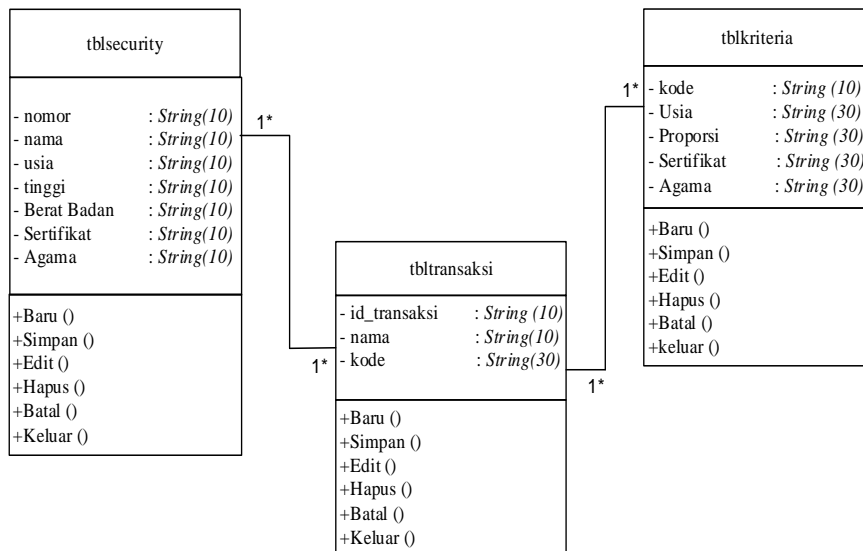 tblsecurity
- nomor : String(10)
- nama : String(10)
- usia : String(10)
- tinggi : String(10)
- Berat Badan : String(10)
- Sertifikat : String(10)
- Agama : String(10)
+Baru ()
+Simpan ()
+Edit ()
+Hapus ()
+Batal ()
+Keluar ()
1*
1*
tbltransaksi
- id_transaksi : String (10)
- nama : String(10)
- kode : String(30)
+Baru ()
+Simpan ()
+Edit ()
+Hapus ()
+Batal ()
+Keluar ()
1*
1*
tblkriteria
- kode : String (10)
- Usia : String (30)
- Proporsi : String (30)
- Sertifikat : String (30)
- Agama : String (30)
+Baru ()
+Simpan ()
+Edit ()
+Hapus ()
+Batal ()
+keluar ()